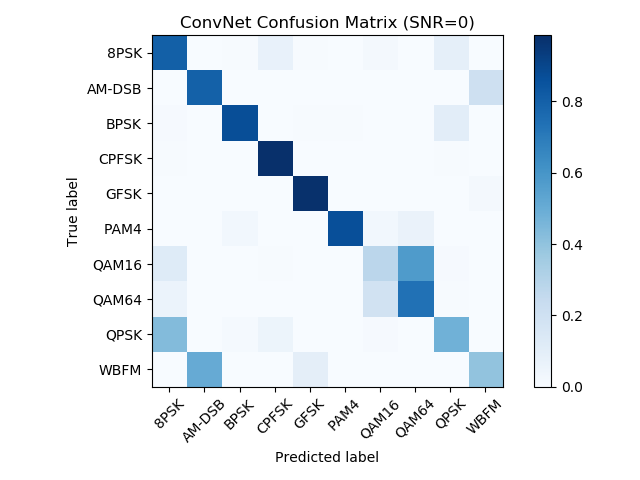 ConvNet Confusion Matrix (SNR=0)
8PSK
AM-DSB
BPSK
CPFSK
GFSK
PAM4
QAM16
QAM64
QPSK
WBFM
True label
8PSK
AM-DSB
BPSK
CPFSK
GFSK
PAM4
QAM16
QAM64
QPSK
WBFM
Predicted label
0.8
0.6
0.4
0.2
0.0